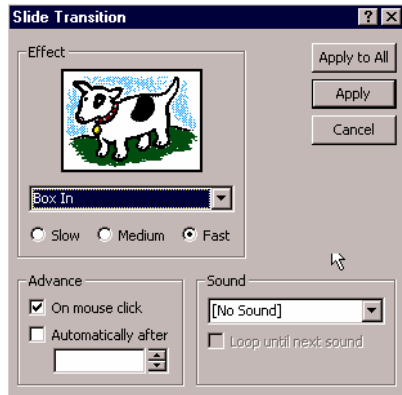 Slide Transition
Effect
Apply to All
Apply
Cancel
Box In
Slow Medium Fast
Advance
On mouse click
Automatically after
Sound
[No Sound]
Loop until next sound